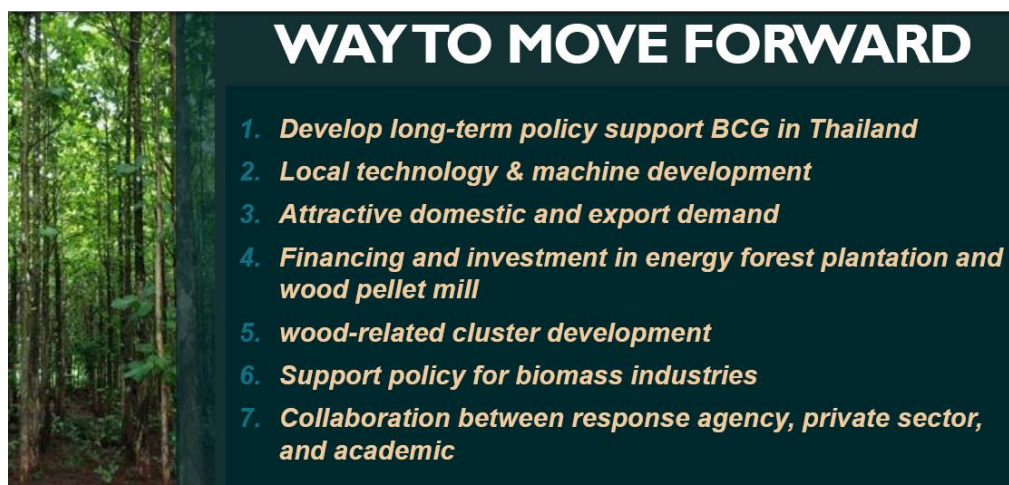 WAY TO MOVE FORWARD
1. Develop long-term policy support BCG in Thailand
2. Local technology & machine development
3. Attractive domestic and export demand
4. Financing and investment in energy forest plantation and
wood pellet mill
5. wood-related cluster development
6. Support policy for biomass industries
7. Collaboration between response agency, private sector,
and academic